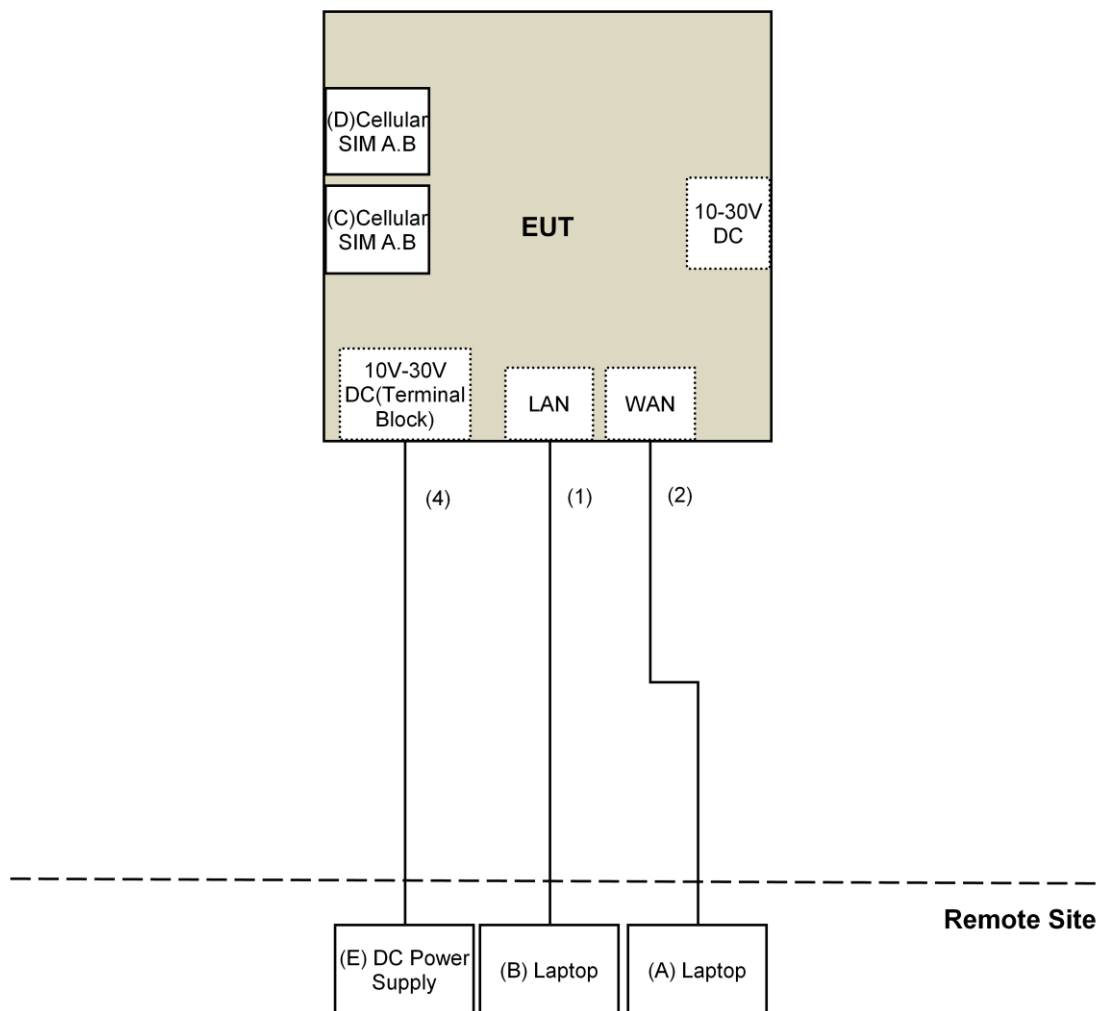 (D)Cellular
SIM A.B
(C)Cellular
SIM A.B
EUT
10-30V
DC
10V-30V
DC(Terminal
Block)
LAN
WAN
(4)
(1)
(2)
Remote Site
(E) DC Power
Supply
(B) Laptop
(A) Laptop